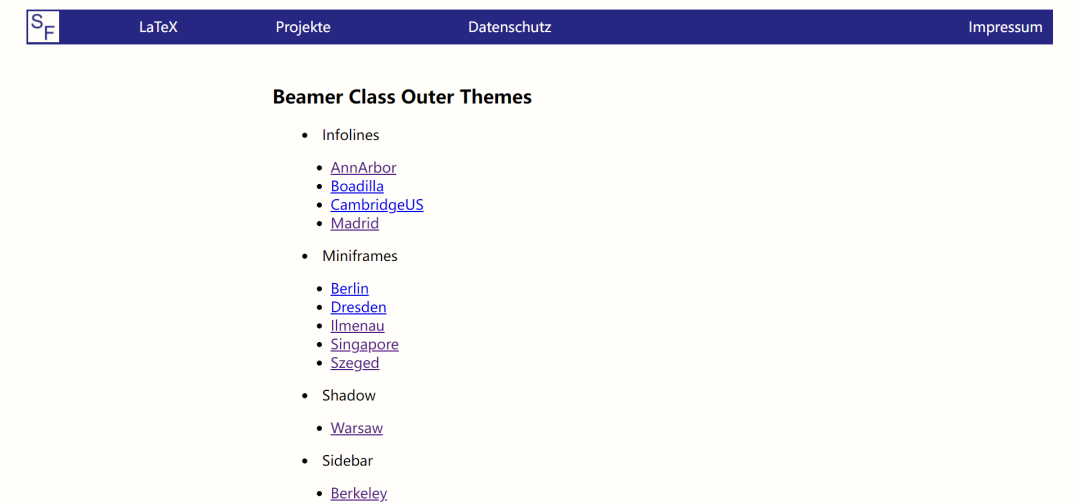 SF LaTeX Projekte Datenschutz Impressum
Beamer Class Outer Themes
Infolines
AnnArbor
Boadilla
CambridgeUS
Madrid
Miniframes
Berlin
Dresden
Ilmenau
Singapore
Szeged
Shadow
Warsaw
Sidebar
Berkeley